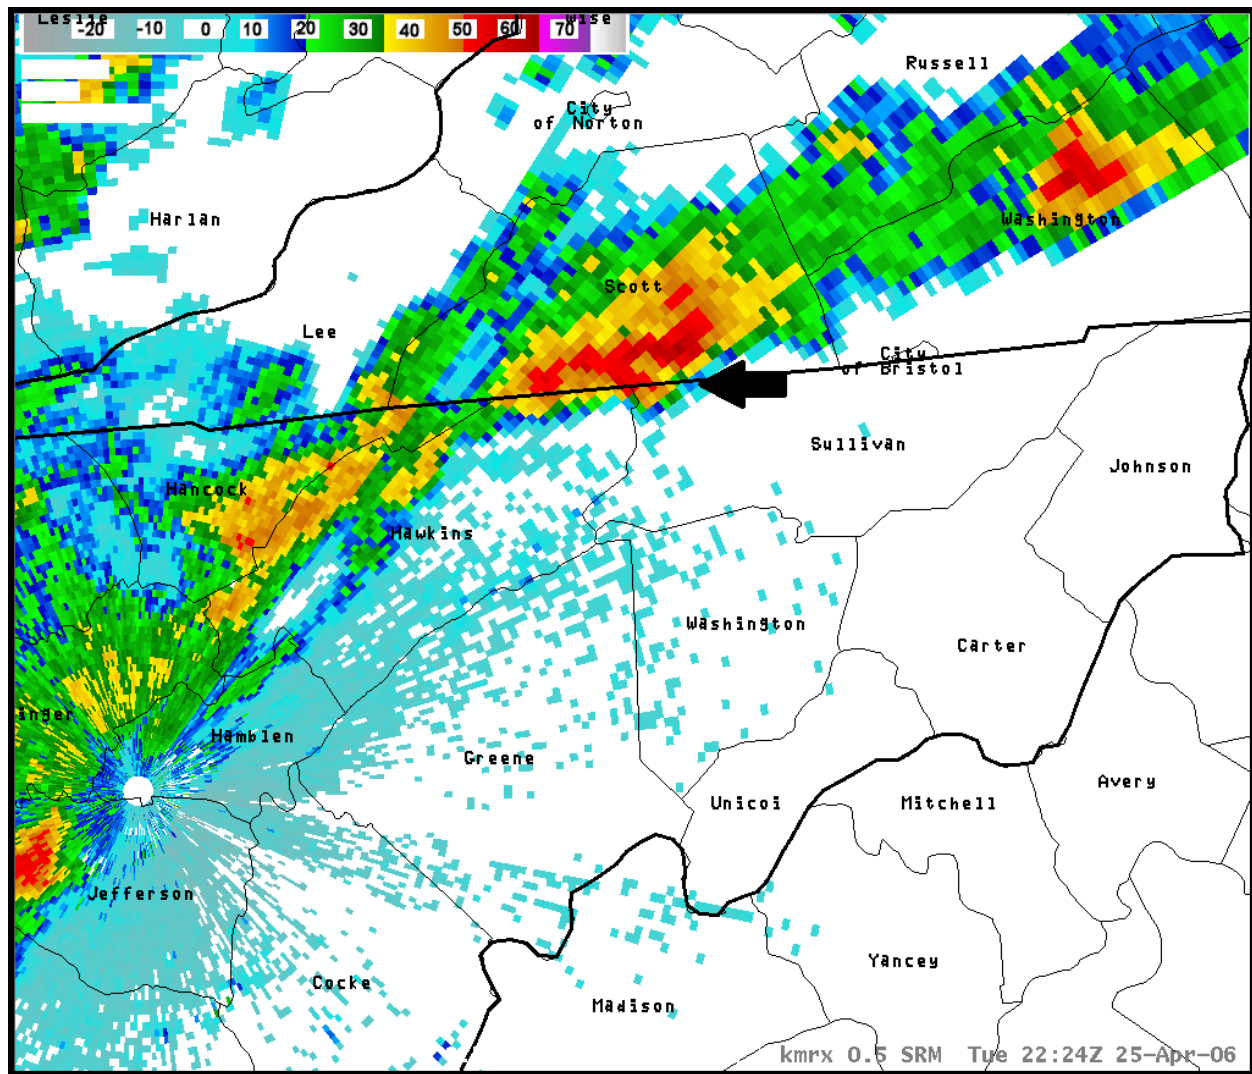 Leslie Wise
-20 -10 0 10 20 30 40 50 60 70
Russell
City
of Norton
Harlan
Washington
Scott
Lee
City
of Bristol
Sullivan
Johnson
Hancock
Hawkins
Washington
Carter
inger
Hamblen
Greene
Avery
Unicoi
Mitchell
Jefferson
Yancey
Cocke
Madison
kmrx 0.5 SRM Tue 22:24Z 25-Apr-06